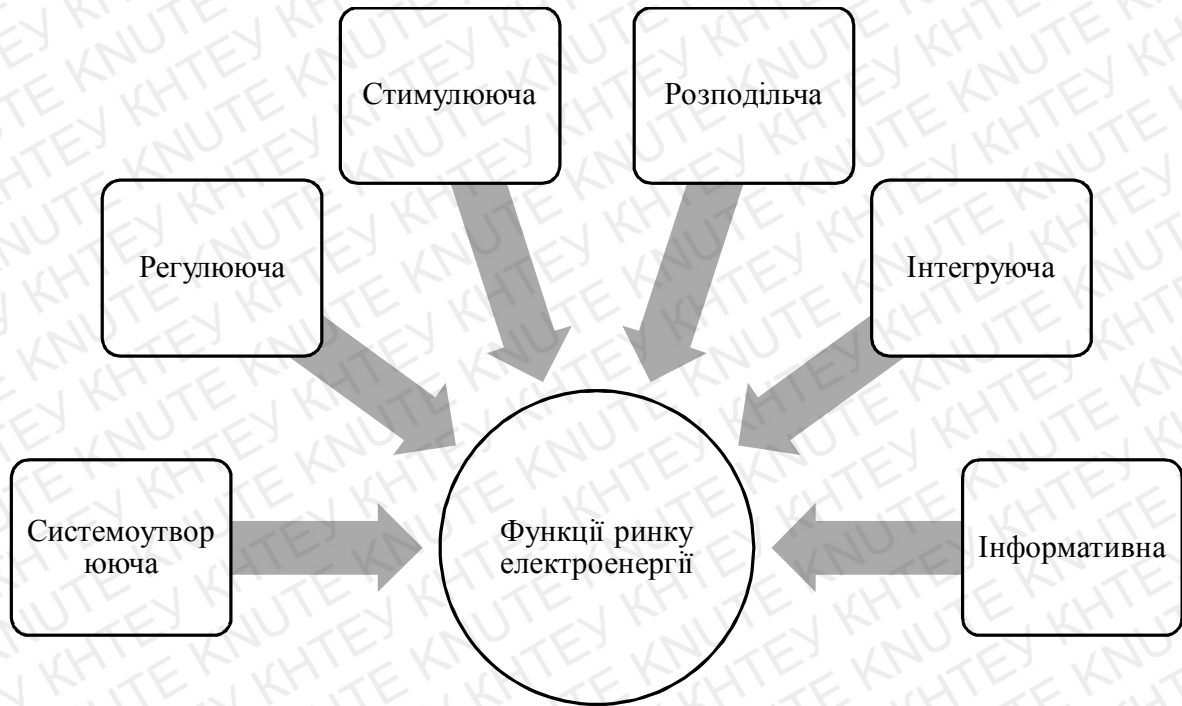 Стимулююча
Розподільча
Регулююча
Інтегруюча
Системоутвор
ююча
Функції ринку
електроенергії
Інформативна